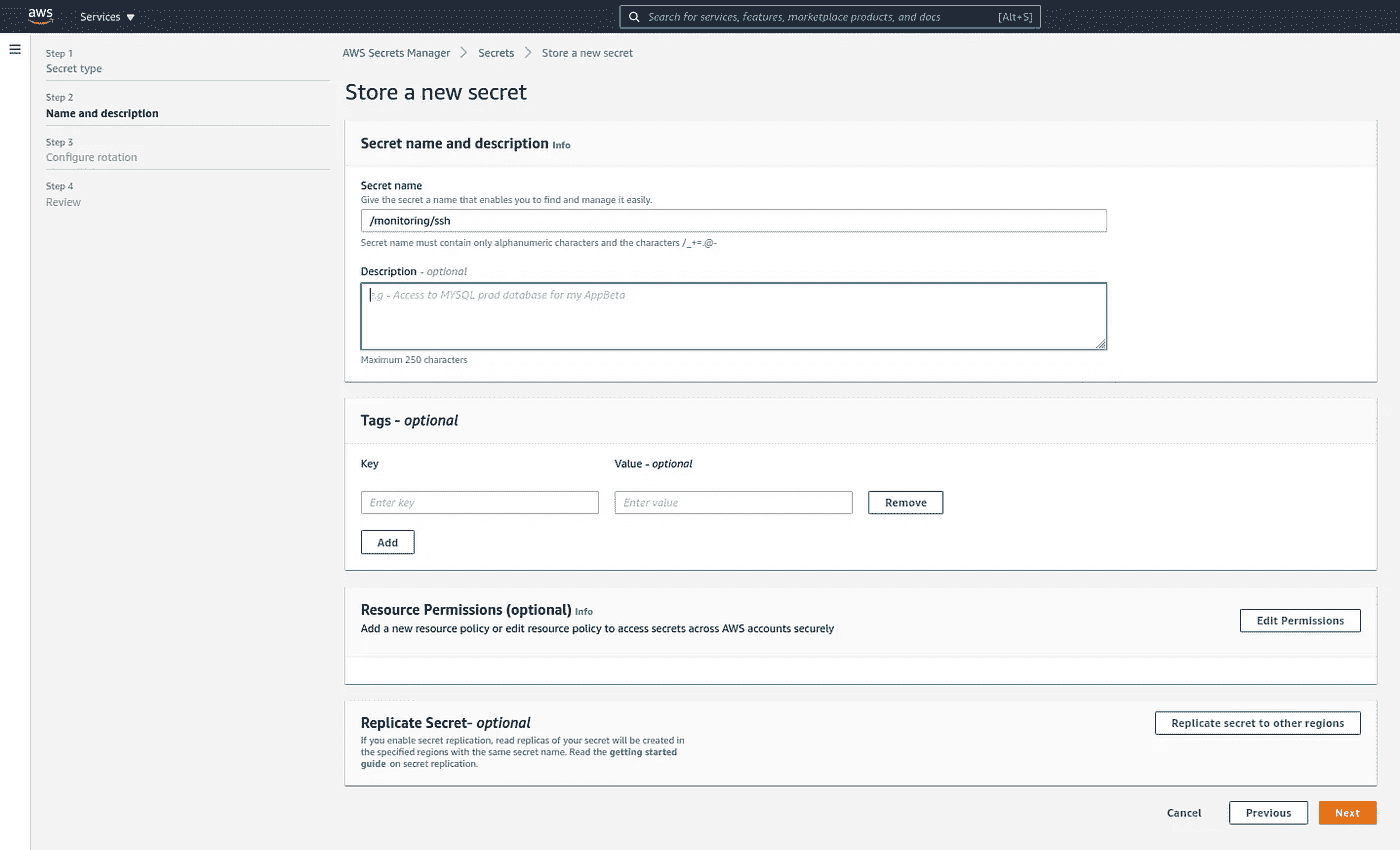 aws
Services ▼
Search for services, features, marketplace products, and docs [Alt+S]
Step 1
Secret type
Step 2
Name and description
Step 3
Configure rotation
Step 4
Review
AWS Secrets Manager > Secrets > Store a new secret
Store a new secret
Secret name and description Info
Secret name
Give the secret a name that enables you to find and manage it easily.
/monitoring/ssh
Secret name must contain only alphanumeric characters and the characters /_+=.@-
Description - optional
e.g - Access to MYSQL prod database for my AppBeta
Maximum 250 characters
Tags - optional
Key Value - optional
Enter key Enter value Remove
Add
Resource Permissions (optional) Info
Add a new resource policy or edit resource policy to access secrets across AWS accounts securely
Edit Permissions
Replicate Secret- optional
If you enable secret replication, read replicas of your secret will be created in
the specified regions with the same secret name. Read the getting started
guide on secret replication.
Replicate secret to other regions
Cancel Previous Next